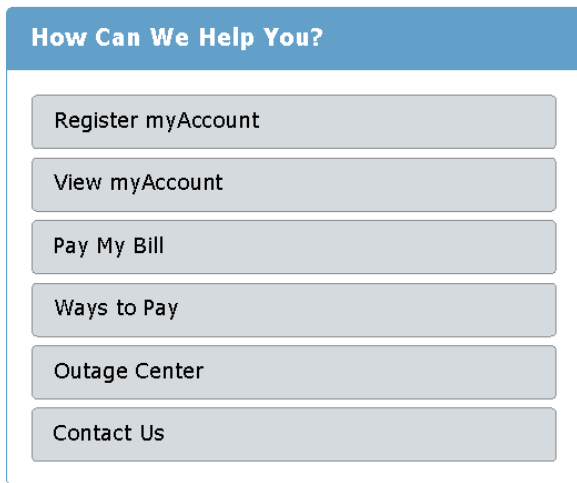 How Can We Help You?
Register myAccount
View myAccount
Pay My Bill
Ways to Pay
Outage Center
Contact Us